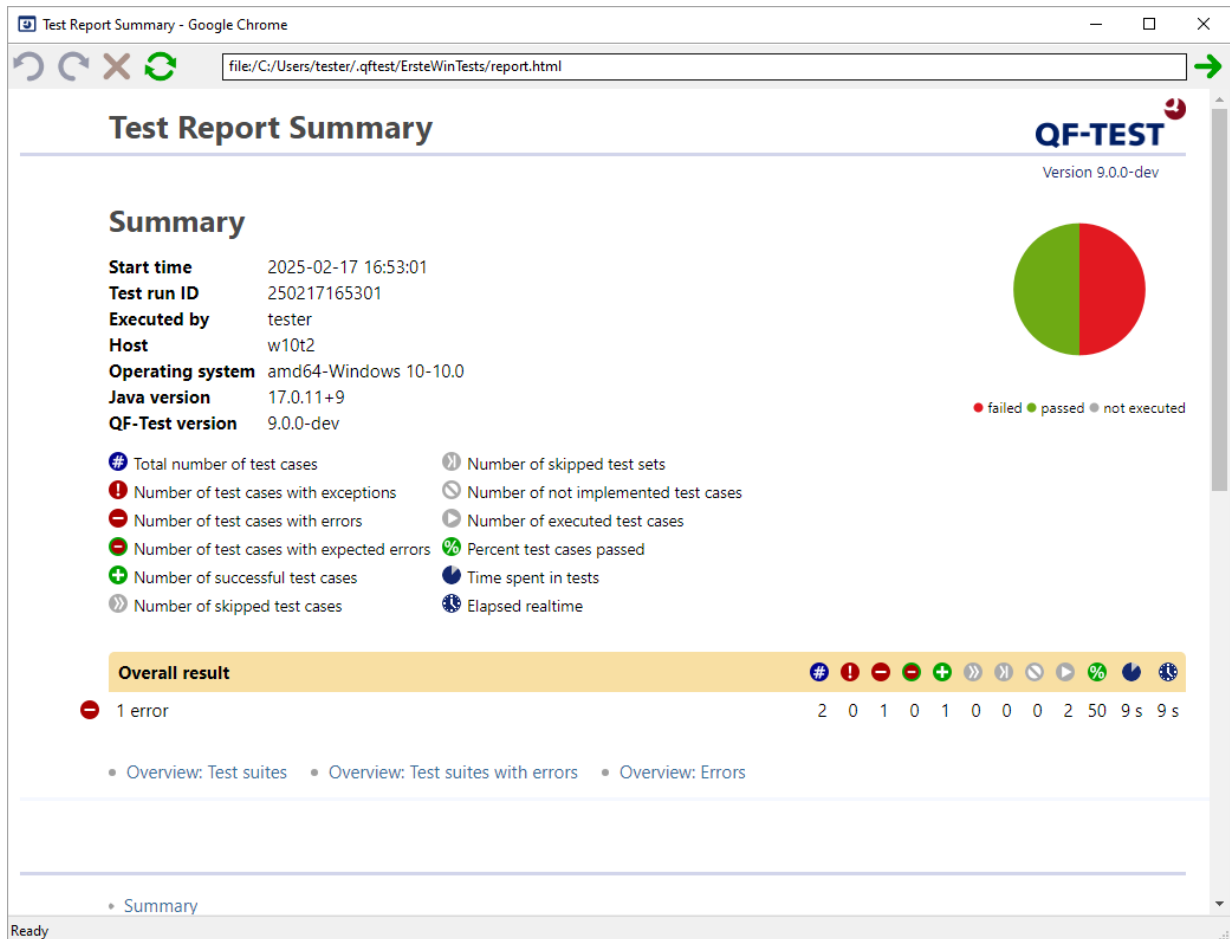 Test Report Summary - Google Chrome
file:/C:/Users/tester/.qftest/ErsteWinTests/report.html
Test Report Summary
QF-TEST
Version 9.0.0-dev
Summary
Start time 2025-02-17 16:53:01
Test run ID 250217165301
Executed by tester
Host w10t2
Operating system amd64-Windows 10-10.0
Java version 17.0.11+9
QF-Test version 9.0.0-dev
failed passed not executed
# Total number of test cases Number of skipped test sets
! Number of test cases with exceptions Number of not implemented test cases
Number of test cases with errors Number of executed test cases
Number of test cases with expected errors % Percent test cases passed
Number of successful test cases Time spent in tests
Number of skipped test cases Elapsed realtime
Overall result # ! %
1 error 2 0 1 0 1 0 0 0 2 50 9 s 9 s
• Overview: Test suites • Overview: Test suites with errors • Overview: Errors
• Summary
Ready